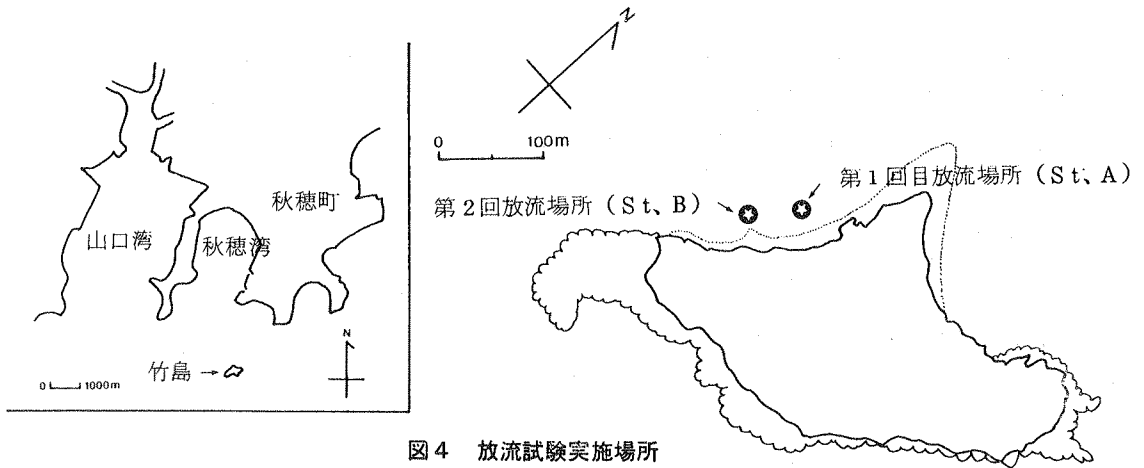 N
0 100m
第1回目放流場所(St、A)
第2回放流場所(St、B)
秋穂町
山口湾
秋穂湾
N
竹島→
0 1000m
図4 放流試験実施場所